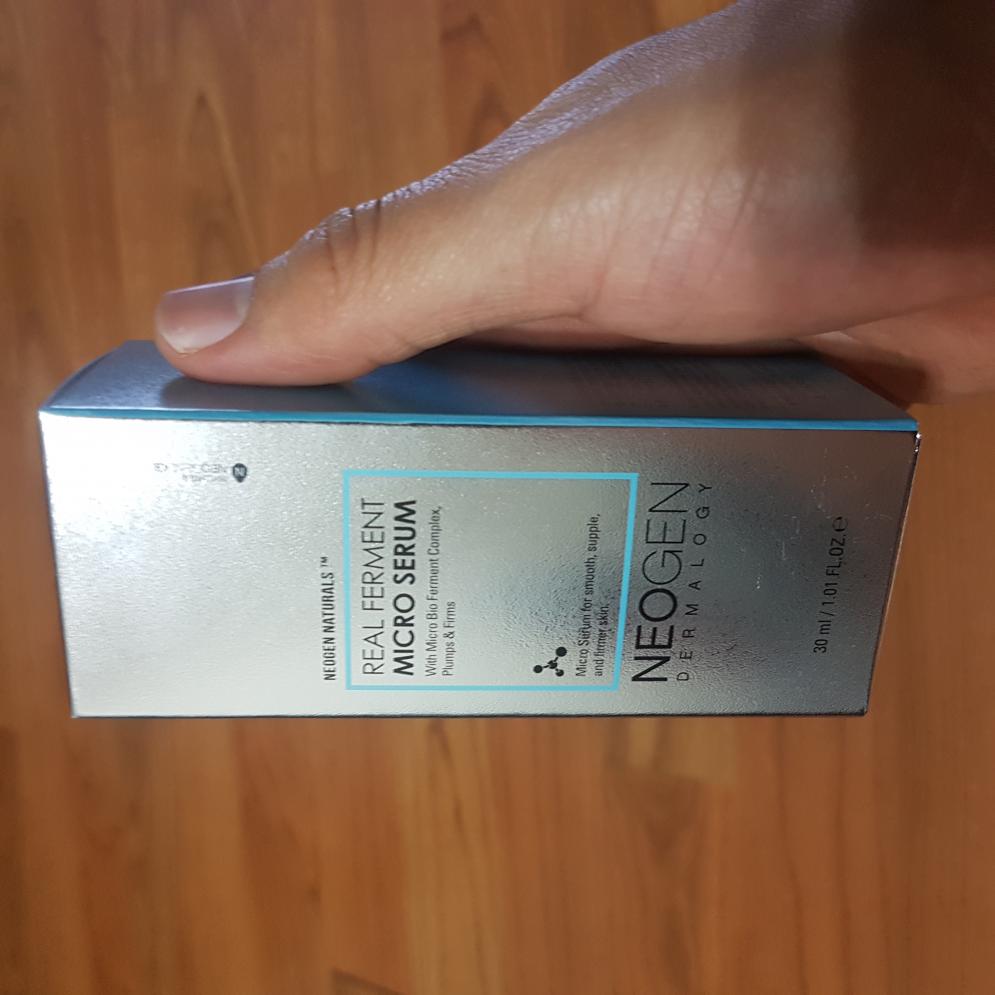 NEOGEN NATURALS™
REAL FERMENT
MICRO SERUM
With Micro Bio Ferment Complex,
Plumps & Firms
Micro Serum for smooth, supple,
and firmer skin.
NEOGEN
DERMALOGY
30 ml / 1.01 FL.OZ.℮